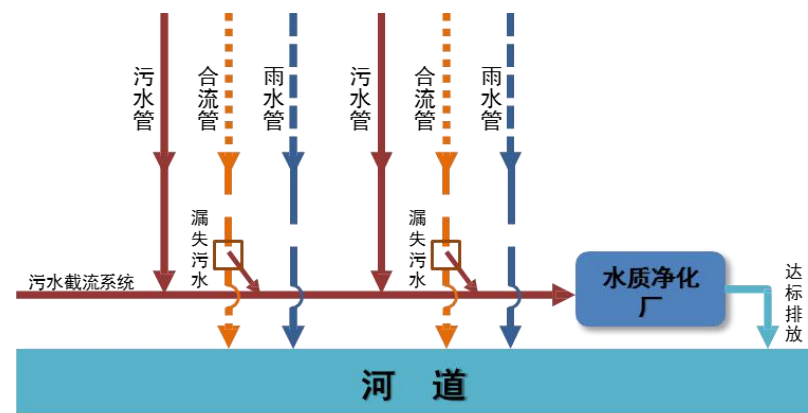 污水管
合流管
雨水管
污水管
合流管
雨水管
漏失污水
漏失污水
污水截流系统
水质净化
厂
达标排放
河 道